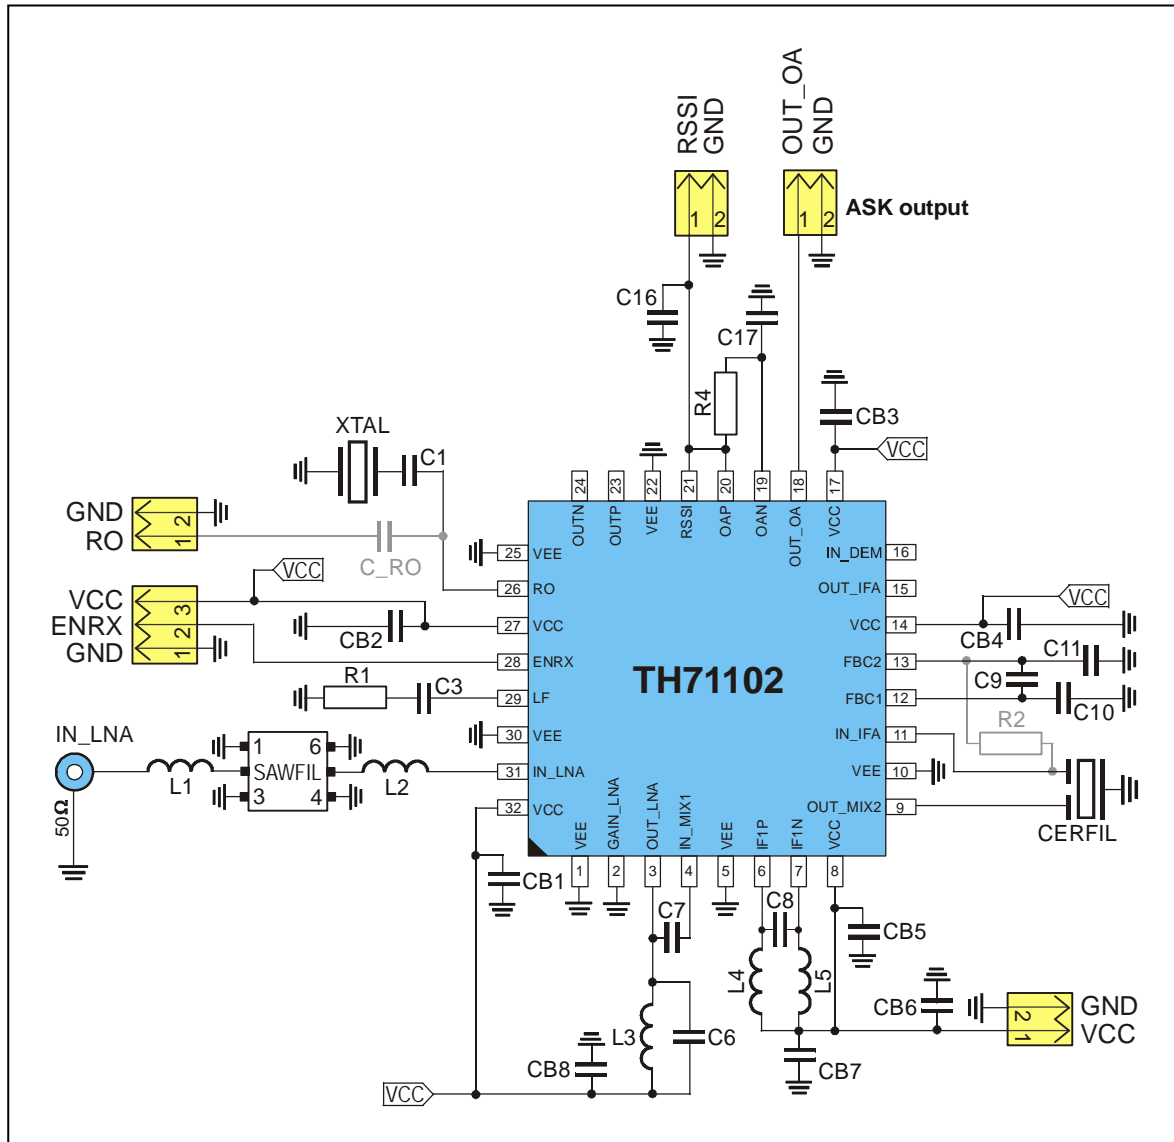 RSSI
GND
OUT_OA
GND
1
2
1
2
ASK output
C16
C17
R4
CB3
VCC
XTAL
C1
GND
RO
2
1
C_RO
VCC
VCC
ENRX
GND
3
2
1
CB2
R1
C3
IN_LNA
50Ω
L1
1
6
SAWFIL
3
4
L2
24
23
22
21
20
19
18
17
OUTN
OUTP
VEE
RSSI
OAP
OAN
OUT_OA
VCC
25
VEE
26
RO
27
VCC
28
ENRX
29
LF
30
VEE
31
IN_LNA
32
VCC
TH71102
IN_DEM
16
OUT_IFA
15
VCC
14
FBC2
13
FBC1
12
IN_IFA
11
VEE
10
OUT_MIX2
9
VEE
GAIN_LNA
OUT_LNA
IN_MIX1
VEE
IF1P
IF1N
VCC
1
2
3
4
5
6
7
8
VCC
CB4
C11
C9
C10
R2
CERFIL
CB1
C7
C8
CB5
L4
L5
CB6
2
1
GND
VCC
L3
C6
CB8
CB7
VCC